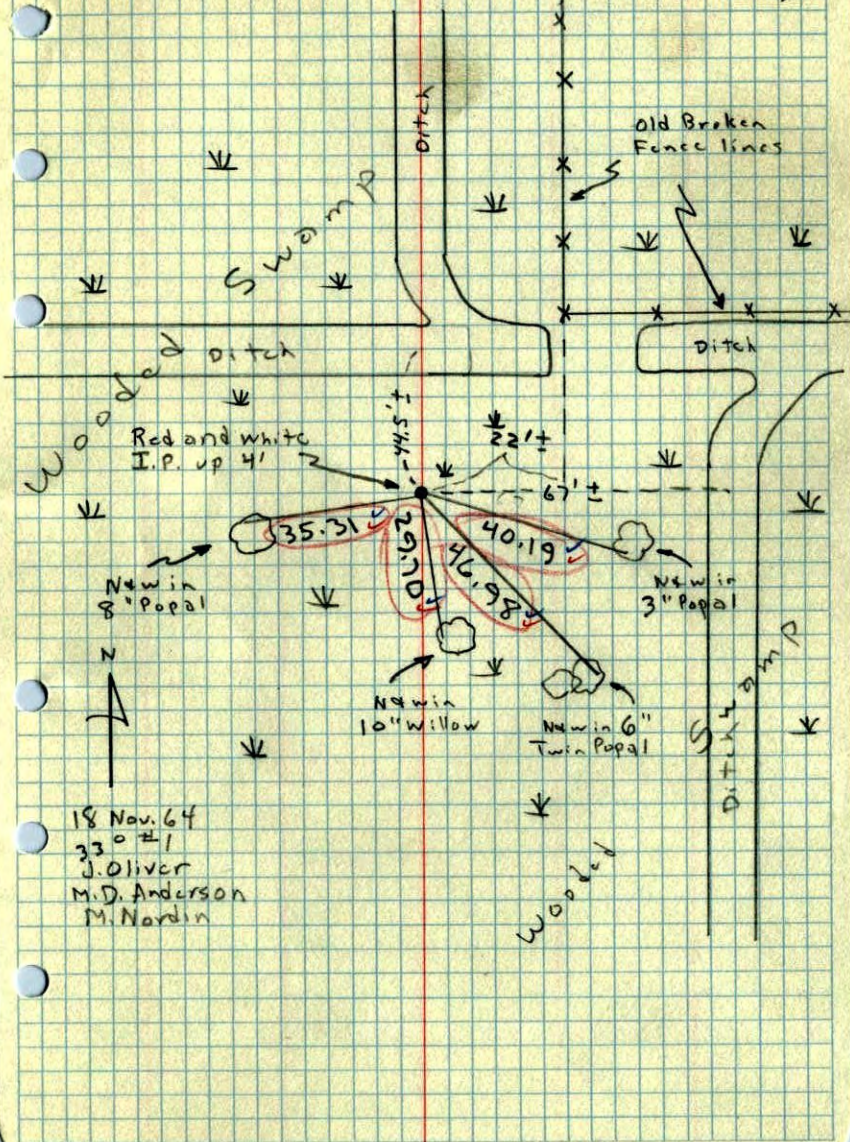 Ditch
Old Broken
Fence lines
Swamp
Wooded
Ditch
Ditch
44.5'±
Red and white
I.P. up 4'
22'±
67'±
35.31
29.70
46.98
40.19
N&W in
8" Popal
N&W in
3" Popal
N
N&W in
10" Willow
N&W in 6"
Twin Popal
Swamp
Ditch
18 Nov. 64
33° #1
J. Oliver
M.D. Anderson
M. Nordin
Wooded